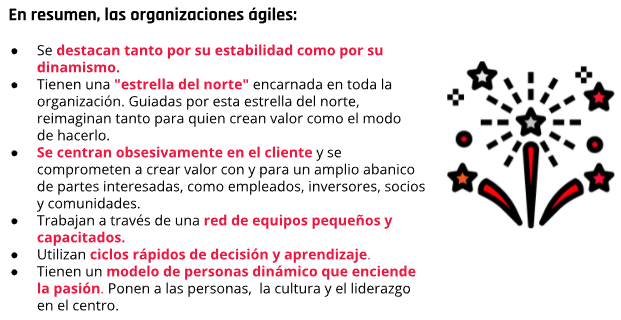 En resumen, las organizaciones ágiles:
● Se destacan tanto por su estabilidad como por su
dinamismo.
● Tienen una "estrella del norte" encarnada en toda la
organización. Guiadas por esta estrella del norte,
reimaginan tanto para quien crean valor como el modo
de hacerlo.
● Se centran obsesivamente en el cliente y se
comprometen a crear valor con y para un amplio abanico
de partes interesadas, como empleados, inversores, socios
y comunidades.
● Trabajan a través de una red de equipos pequeños y
capacitados.
● Utilizan ciclos rápidos de decisión y aprendizaje.
● Tienen un modelo de personas dinámico que enciende
la pasión. Ponen a las personas, la cultura y el liderazgo
en el centro.